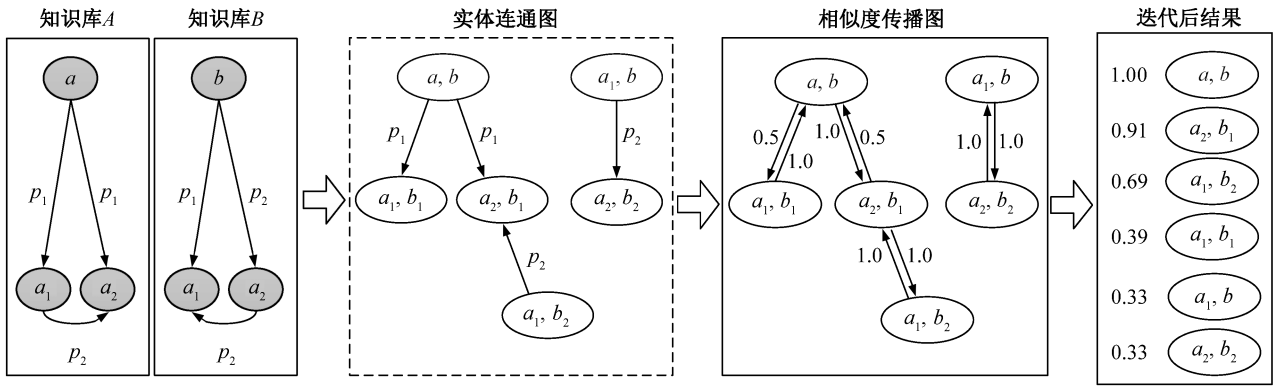 知识库A
知识库B
实体连通图
相似度传播图
迭代后结果
a
p1
p1
a1
a2
p2
b
p1
p2
a1
a2
p2
a, b
p1
p1
a1, b1
a2, b1
p2
a1, b2
a1, b
p2
a2, b2
a, b
0.5
1.0
1.0
0.5
a1, b1
a2, b1
1.0
1.0
a1, b2
a1, b
1.0
1.0
a2, b2
1.00 a, b
0.91 a2, b1
0.69 a1, b2
0.39 a1, b1
0.33 a1, b
0.33 a2, b2